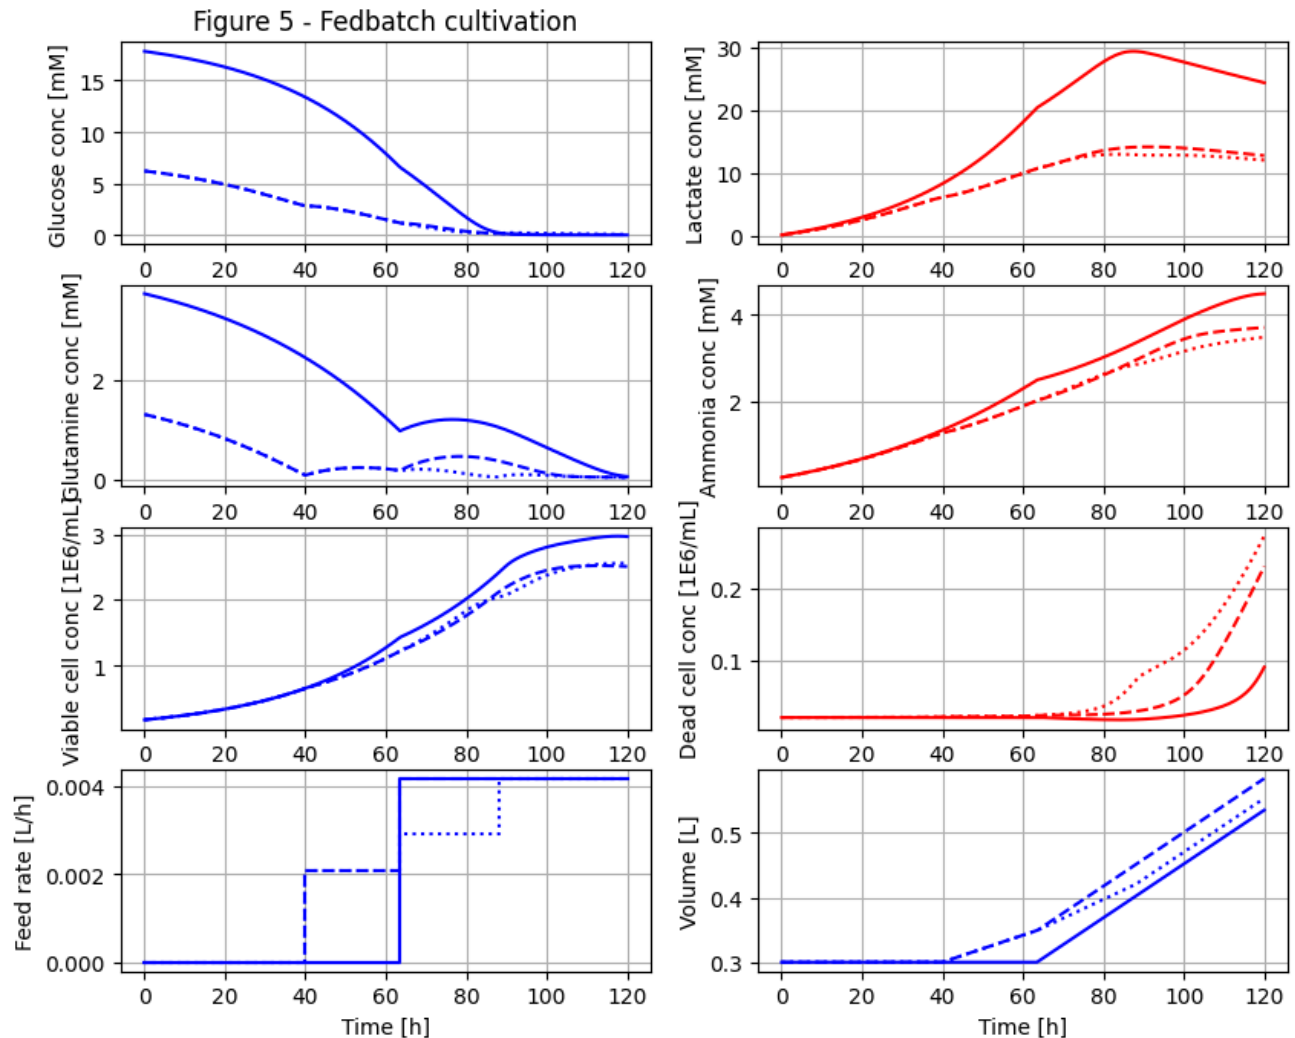 Figure 5 - Fedbatch cultivation
Glucose conc [mM]
15
10
5
0
0 20 40 60 80 100 120
Lactate conc [mM]
30
20
10
0
0 20 40 60 80 100 120
Glutamine conc [mM]
2
0
0 20 40 60 80 100 120
Ammonia conc [mM]
4
2
0 20 40 60 80 100 120
Viable cell conc [1E6/mL]
3
2
1
0 20 40 60 80 100 120
Dead cell conc [1E6/mL]
0.2
0.1
0 20 40 60 80 100 120
Feed rate [L/h]
0.004
0.002
0.000
0 20 40 60 80 100 120
Time [h]
Volume [L]
0.5
0.4
0.3
0 20 40 60 80 100 120
Time [h]